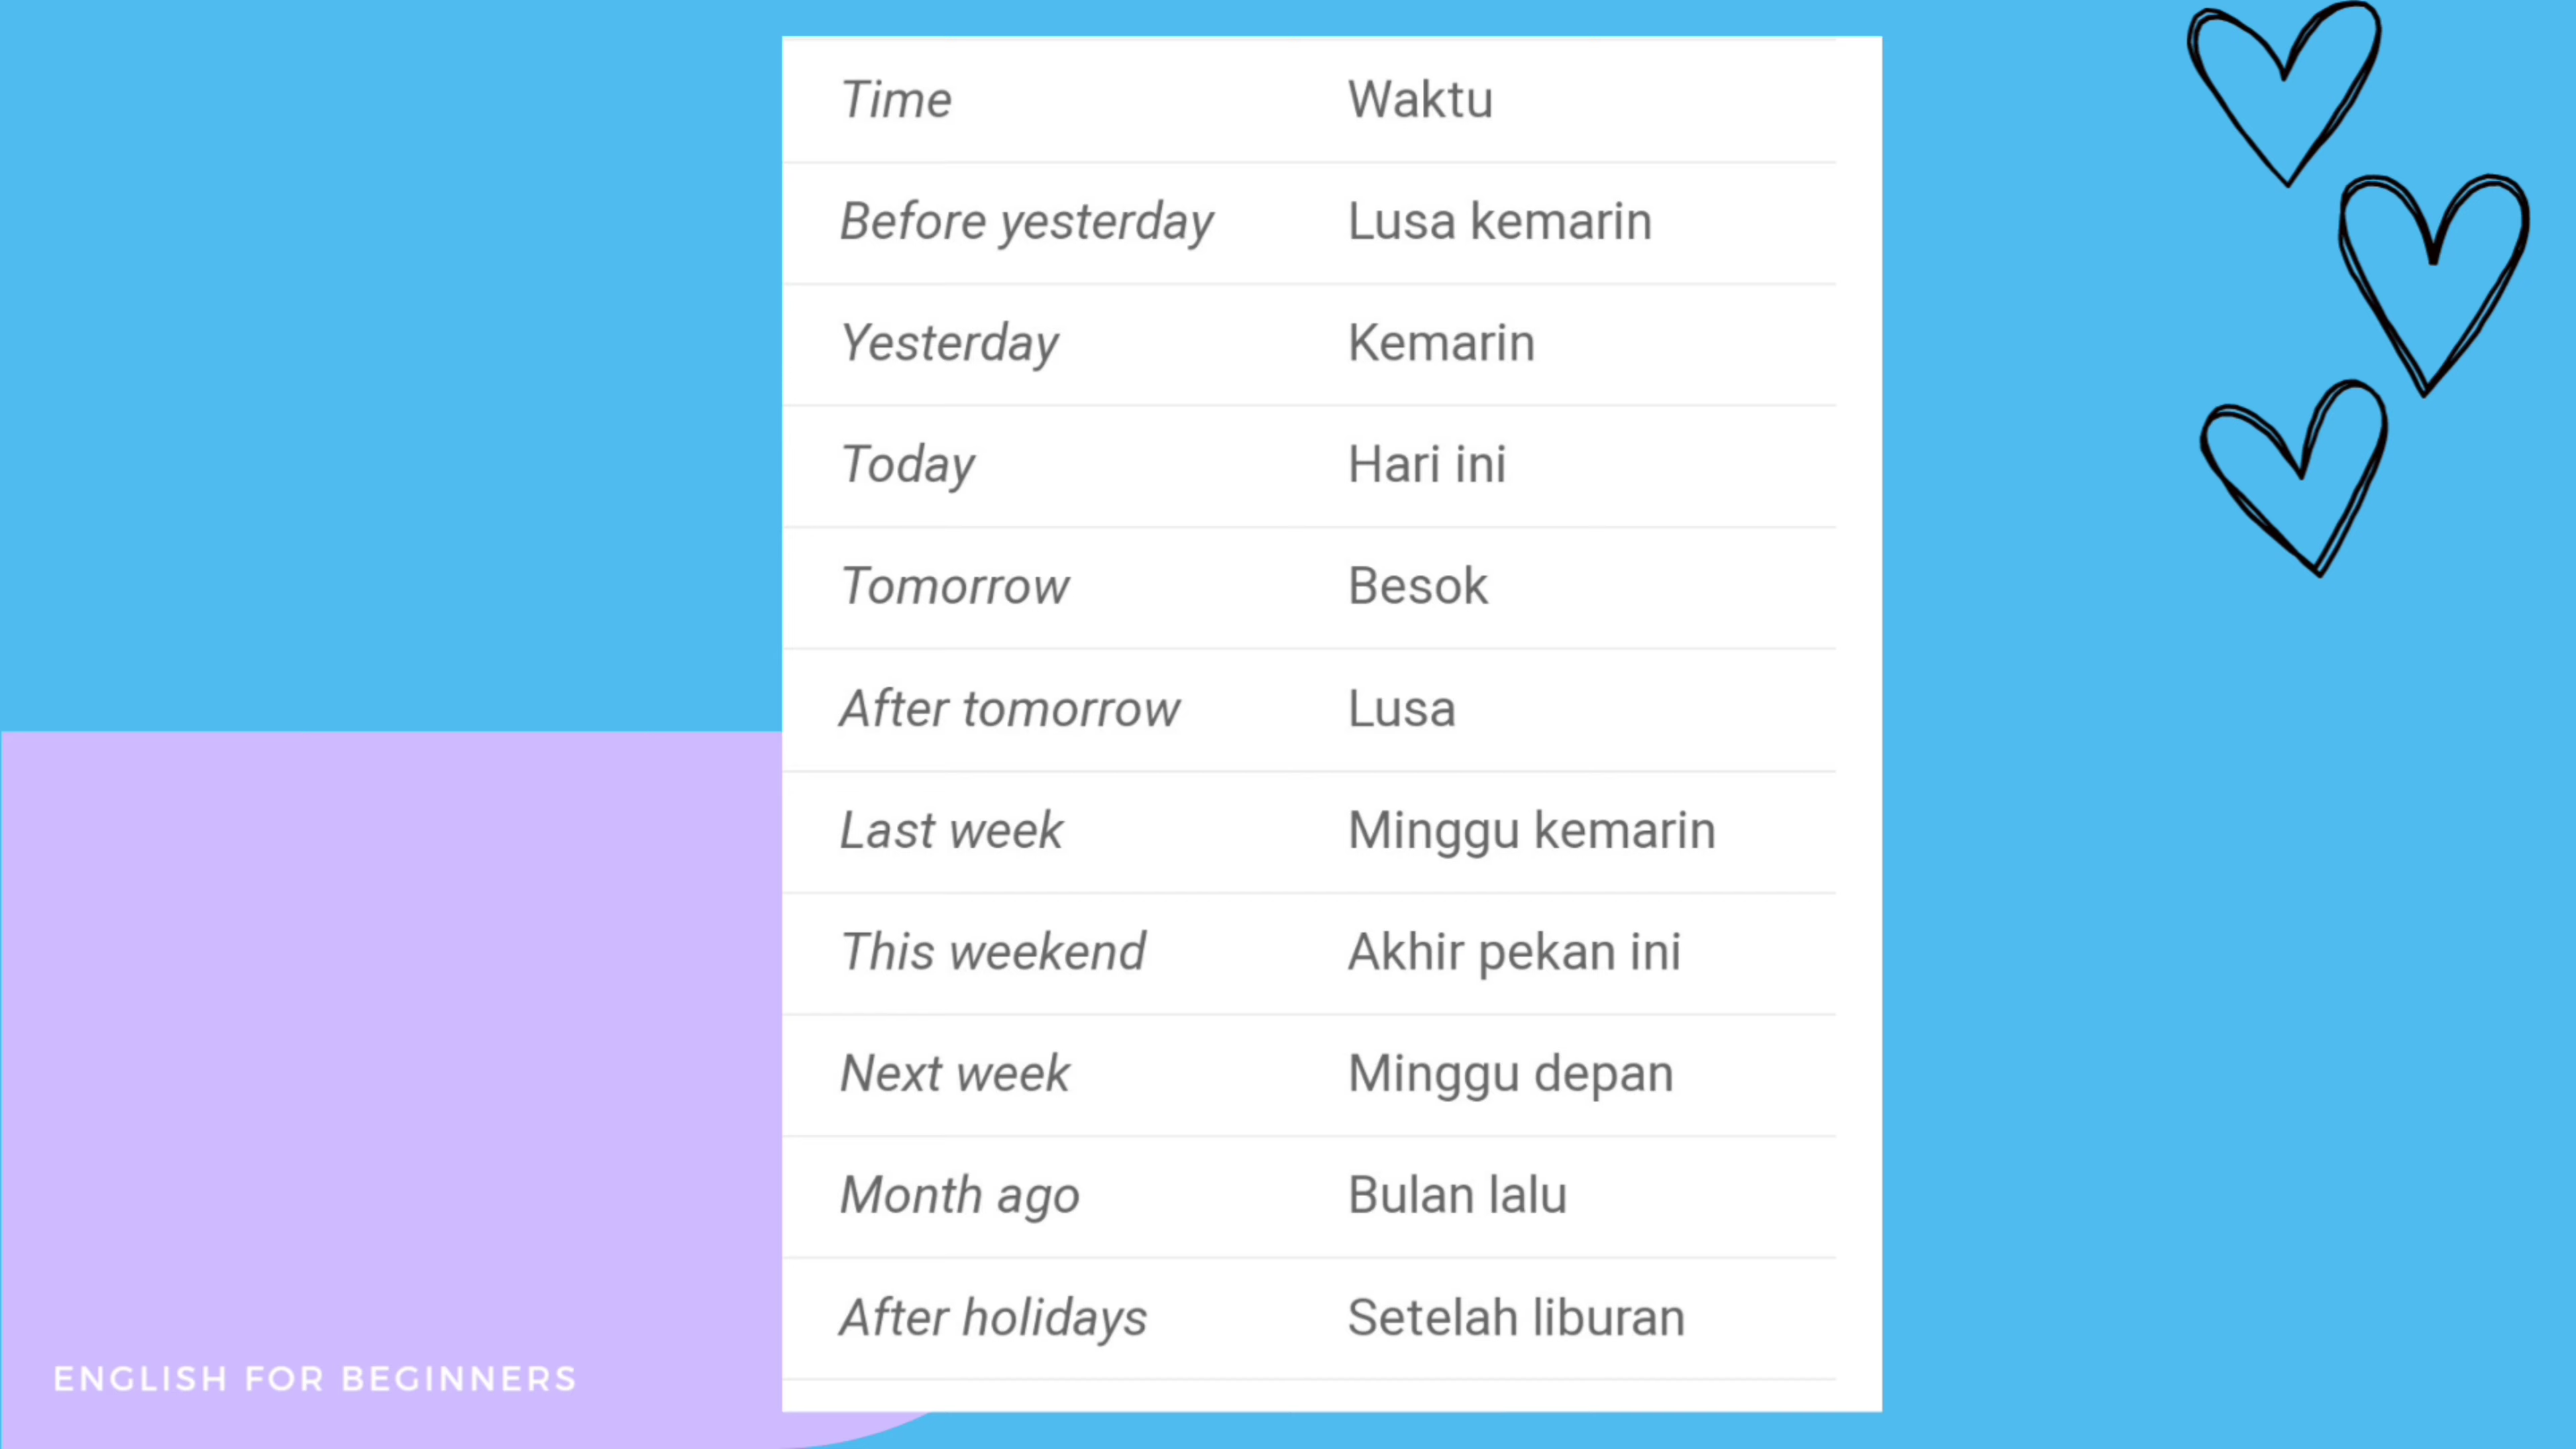 Time Waktu
Before yesterday Lusa kemarin
Yesterday Kemarin
Today Hari ini
Tomorrow Besok
After tomorrow Lusa
Last week Minggu kemarin
This weekend Akhir pekan ini
Next week Minggu depan
Month ago Bulan lalu
After holidays Setelah liburan
ENGLISH FOR BEGINNERS